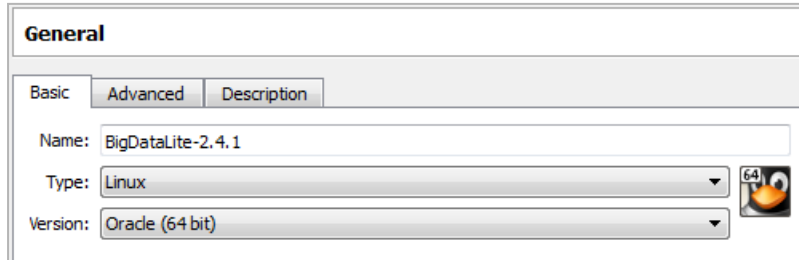 General
Basic Advanced Description
Name: BigDataLite-2.4.1
Type: Linux 64
Version: Oracle (64 bit)